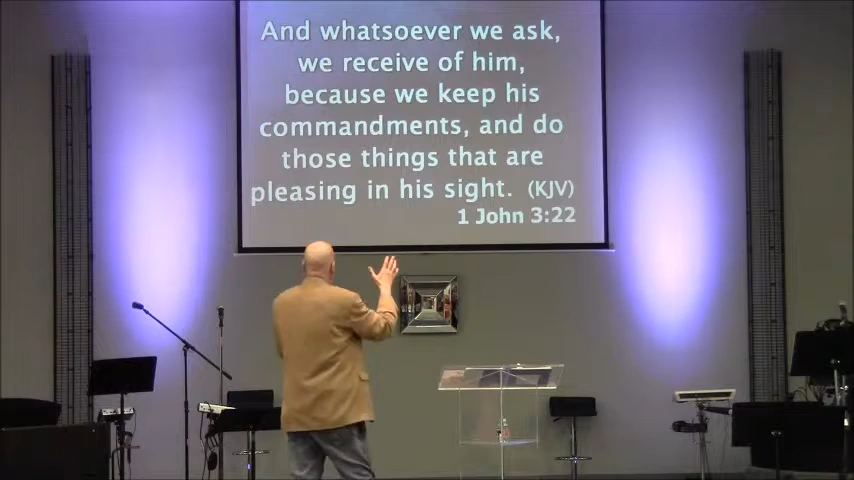 And whatsoever we ask,
we receive of him,
because we keep his
commandments, and do
those things that are
pleasing in his sight. (KJV)
1 John 3:22